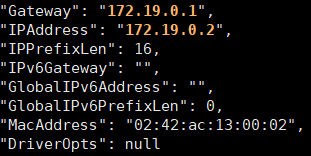 "Gateway": "172.19.0.1",
"IPAddress": "172.19.0.2",
"IPPrefixLen": 16,
"IPv6Gateway": "",
"GlobalIPv6Address": "",
"GlobalIPv6PrefixLen": 0,
"MacAddress": "02:42:ac:13:00:02",
"DriverOpts": null